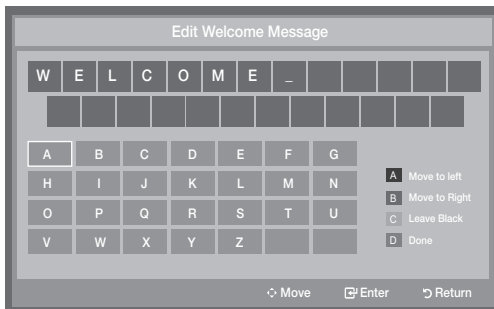 Edit Welcome Message
W E L C O M E _
A B C D E F G
H I J K L M N
O P Q R S T U
V W X Y Z
A Move to left
B Move to Right
C Leave Black
D Done
Move Enter Return